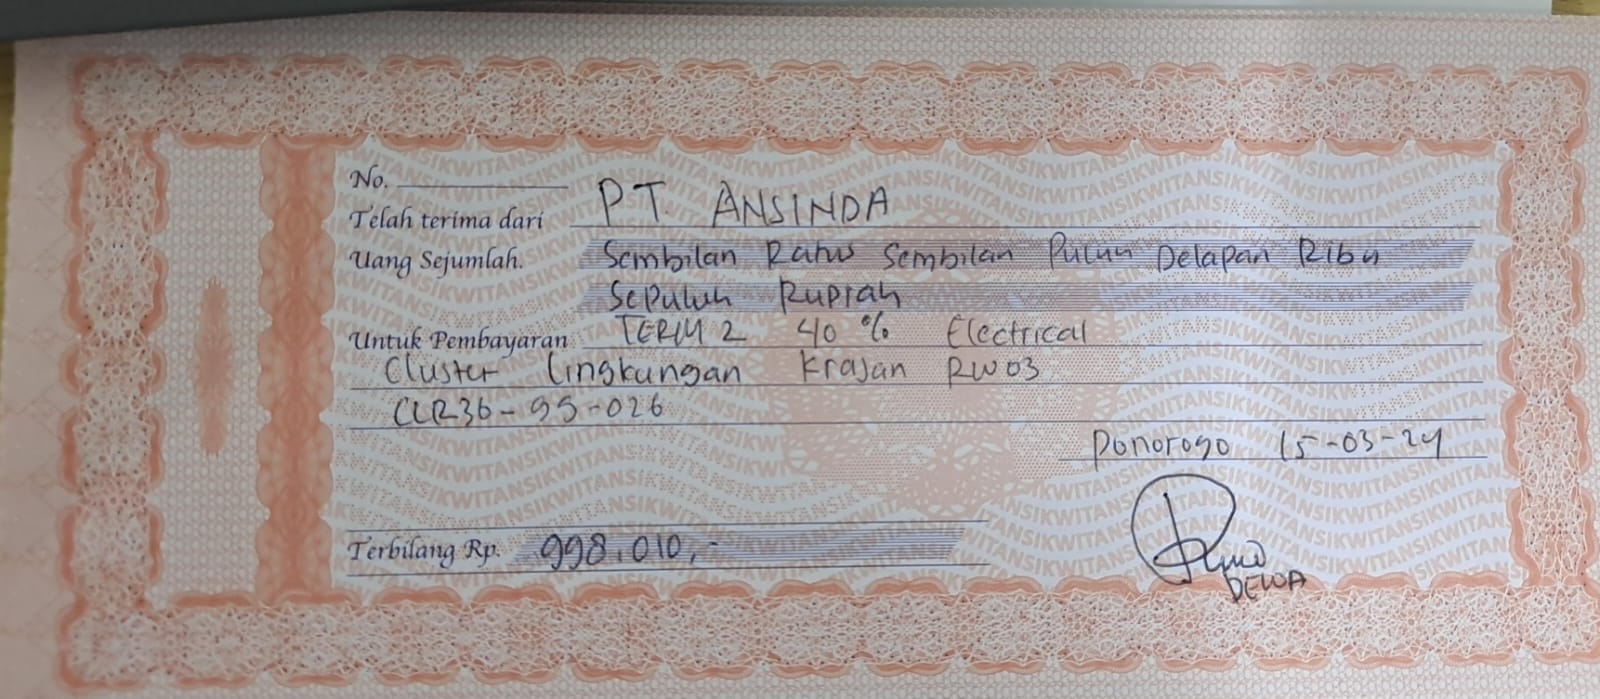 No.
Telah terima dari PT. ANSINDA
Uang Sejumlah. Sembilan Ratus Sembilan Puluh Delapan Ribu
Sepuluh Rupiah
Untuk Pembayaran TERM 2 40 % Electrical
Cluster Lingkungan Krajan RW03
CLR36-95-026
Ponorogo 15-03-24
Terbilang Rp. 998.010,-
DEWA